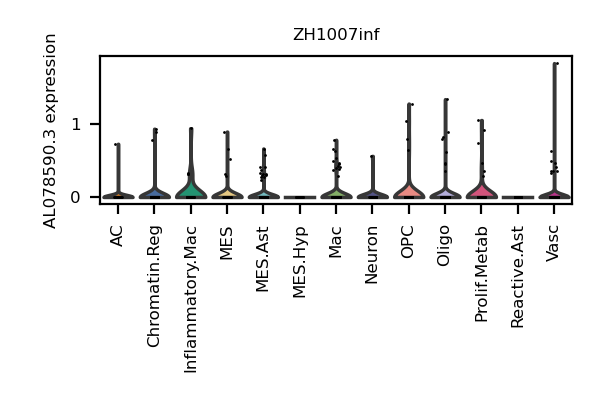 ZH1007inf
AL078590.3 expression
1
0
AC
Chromatin.Reg
Inflammatory.Mac
MES
MES.Ast
MES.Hyp
Mac
Neuron
OPC
Oligo
Prolif.Metab
Reactive.Ast
Vasc